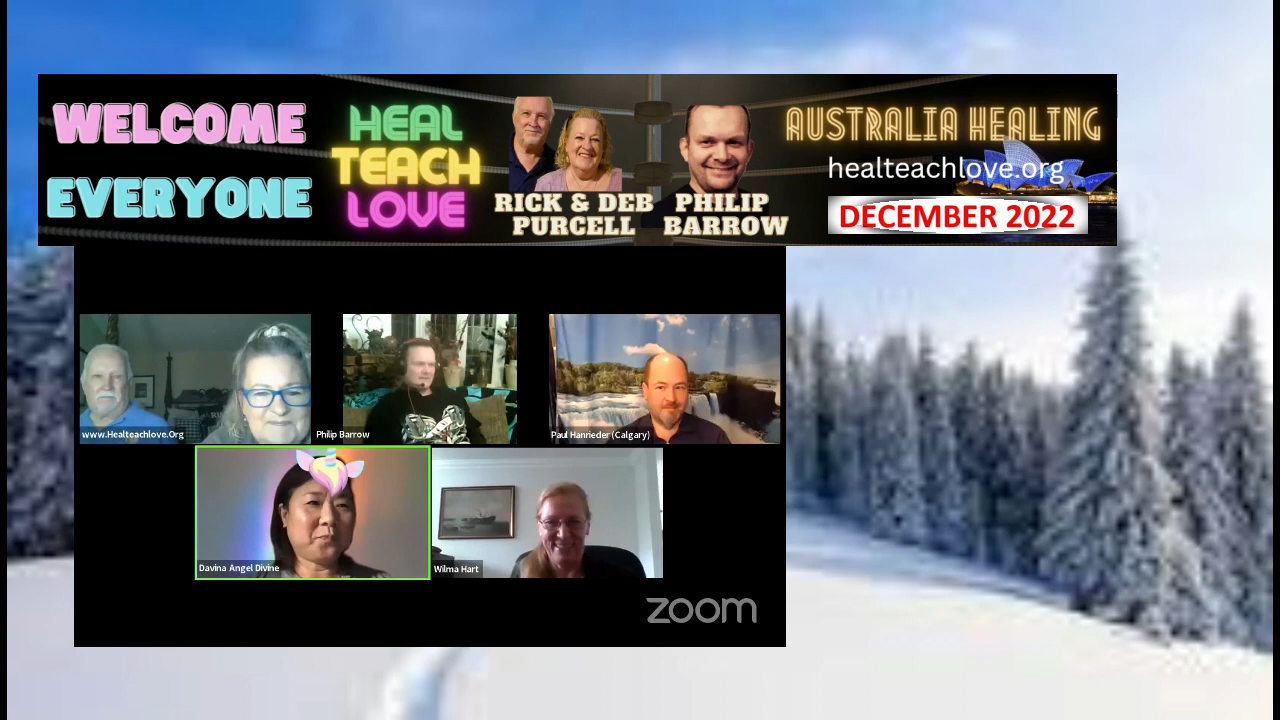 WELCOME
EVERYONE
HEAL
TEACH
LOVE
RICK & DEB
PURCELL
PHILIP
BARROW
AUSTRALIA HEALING
healteachlove.org
DECEMBER 2022
www.Healteachlove.Org
Philip Barrow
Paul Hanrieder (Calgary)
Davina Angel Divine
Wilma Hart
zoom